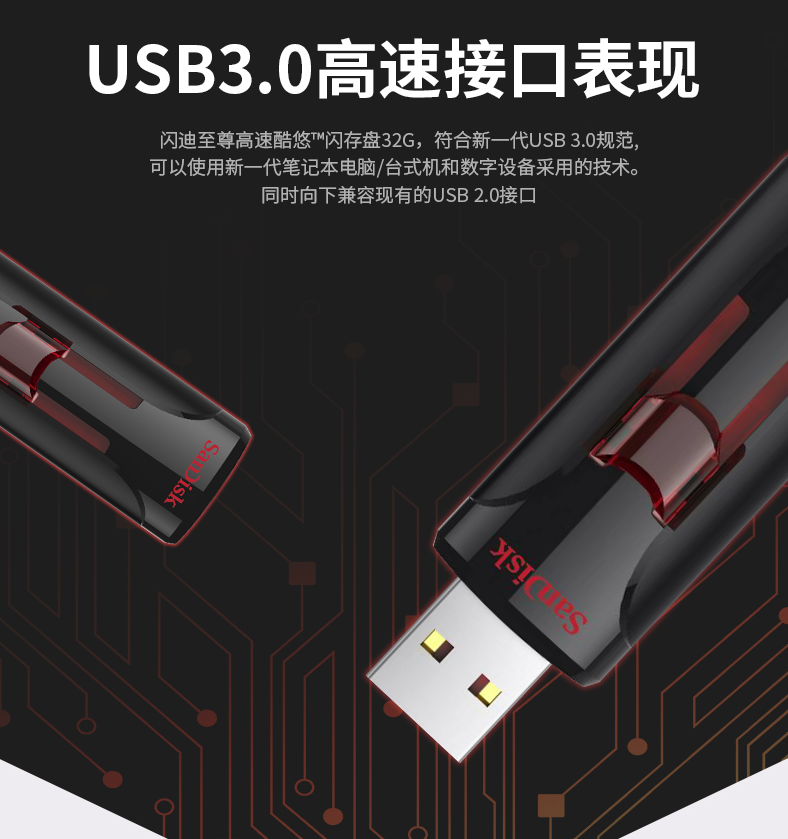 USB3.0高速接口表现
闪迪至尊高速酷悠™闪存盘32G，符合新一代USB 3.0规范,
可以使用新一代笔记本电脑/台式机和数字设备采用的技术。
同时向下兼容现有的USB 2.0接口
SanDisk
SanDisk